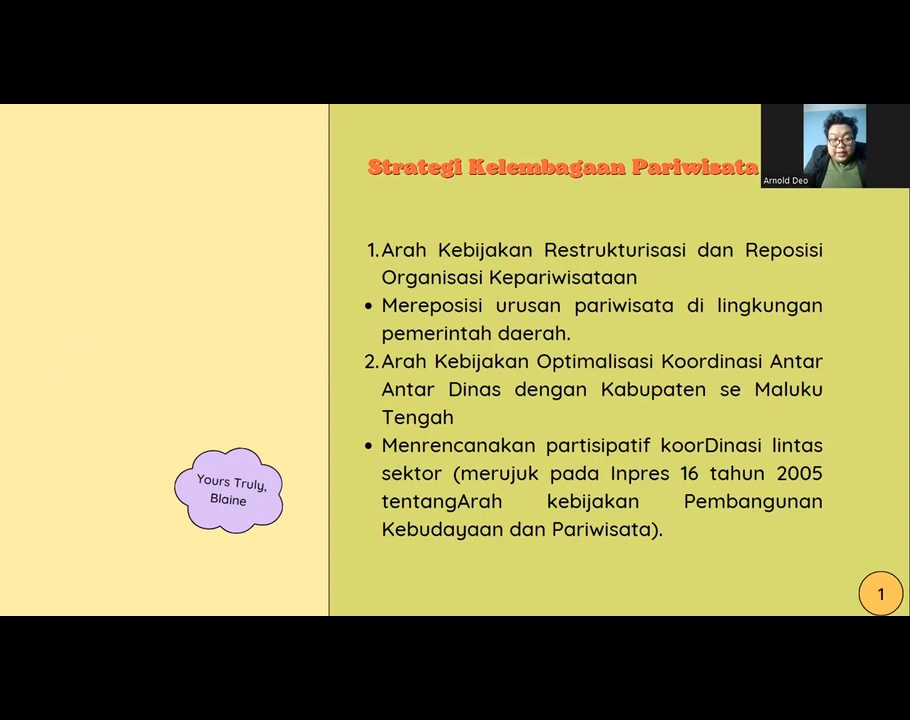 Strategi Kelembagaan Pariwisata
Arnold Deo
1. Arah Kebijakan Restrukturisasi dan Reposisi
Organisasi Kepariwisataan
• Mereposisi urusan pariwisata di lingkungan
pemerintah daerah.
2. Arah Kebijakan Optimalisasi Koordinasi Antar
Antar Dinas dengan Kabupaten se Maluku
Tengah
• Menrencanakan partisipatif koorDinasi lintas
sektor (merujuk pada Inpres 16 tahun 2005
tentangArah kebijakan Pembangunan
Kebudayaan dan Pariwisata).
Yours Truly,
Blaine
1